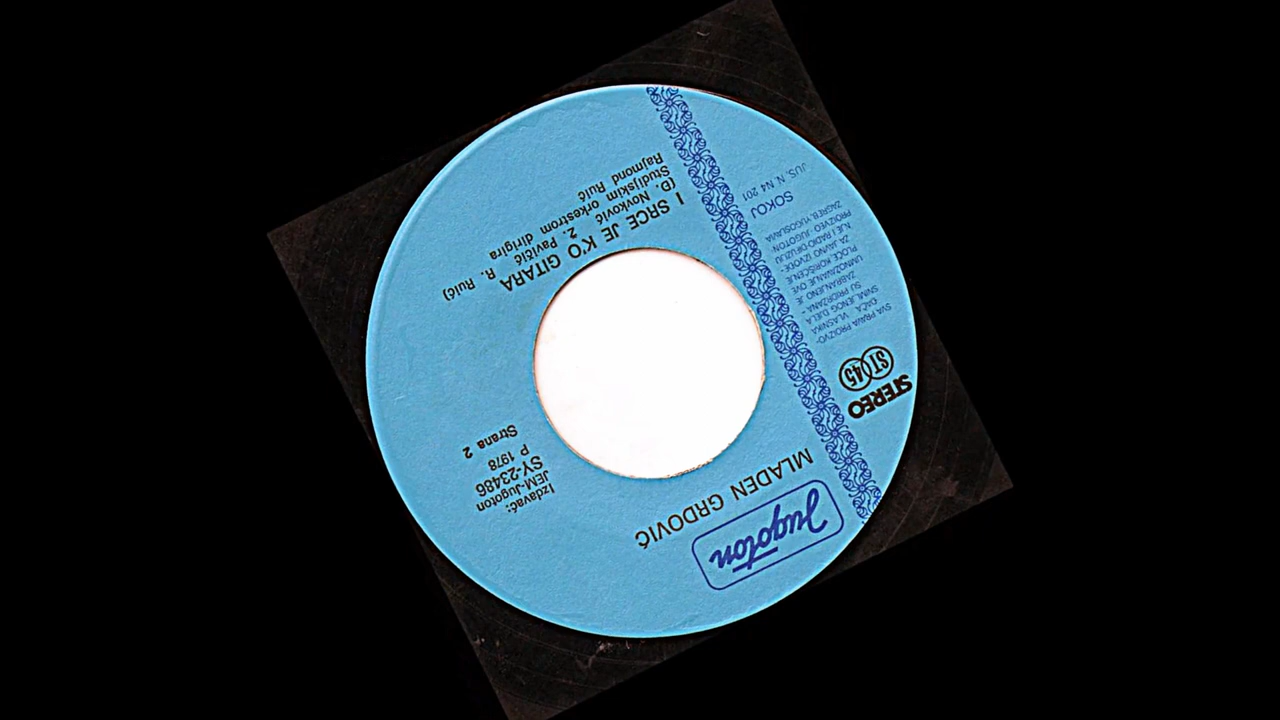 Jugoton
MLADEN GRDOVIĆ
STEREO
ST 45
SVA PRAVA PROIZVO-
ĐAČA, VLASNIKA
SNIMLJENOG DJELA
SU PRIDRŽANA -
ZABRANJENO JE
UMNOŽAVANJE OVE
PLOČE KORIŠĆENJE
ZA JAVNO IZVOĐE-
NJE I RADIO DIFUZIJU
PROIZVEO JUGOTON
ZAGREB, YUGOSLAVIA
SOKOJ
JUS. N. N4 201
Izdavač:
JEM-Jugoton
SY-23486
P 1978
Strana 2
I SRCE JE K'O GITARA
(D. Novković Z. Pavičić R. Ruić)
Studijskim orkestrom dirigira
Rajmond Ruić